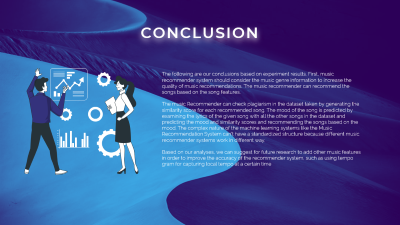 CONCLUSION
The following are our conclusions based on experiment results. First, music
recommender system should consider the music genre information to increase the
quality of music recommendations. The music recommender can recommend the
songs based on the song features.
The music Recommender can check plagiarism in the dataset taken by generating the
similarity score for each recommended song. The mood of the song is predicted by
examining the lyrics of the given song with all the other songs in the dataset and
predicting the mood and similarity scores and recommending the songs based on the
mood. The complex nature of the machine learning systems like the Music
Recommendation System can't have a standardized structure because different music
recommender systems work in different way.
Based on our analyses, we can suggest for future research to add other music features
in order to improve the accuracy of the recommender system, such as using tempo
gram for capturing local tempo at a certain time